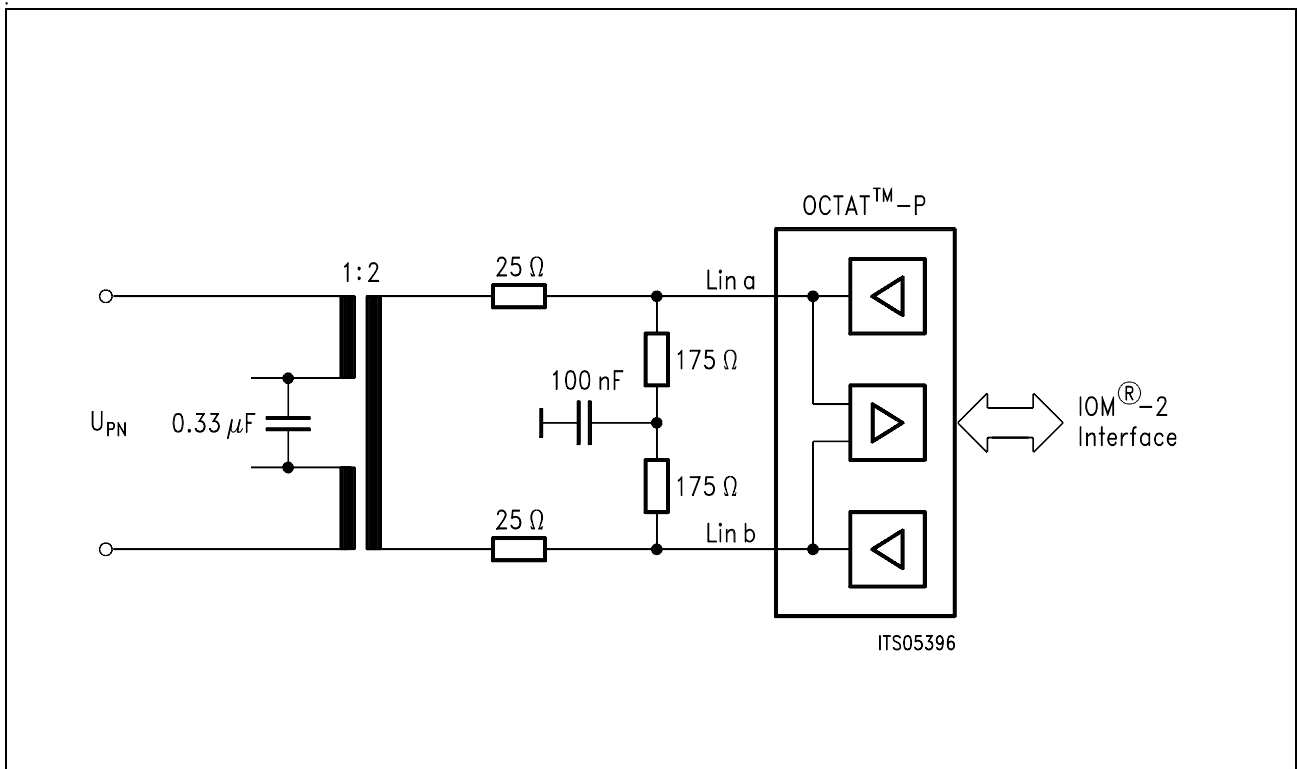 OCTAT™-P
1:2
25 Ω
Lin a
175 Ω
100 nF
IOM®-2
Interface
U_PN
0.33 µF
175 Ω
25 Ω
Lin b
ITS05396